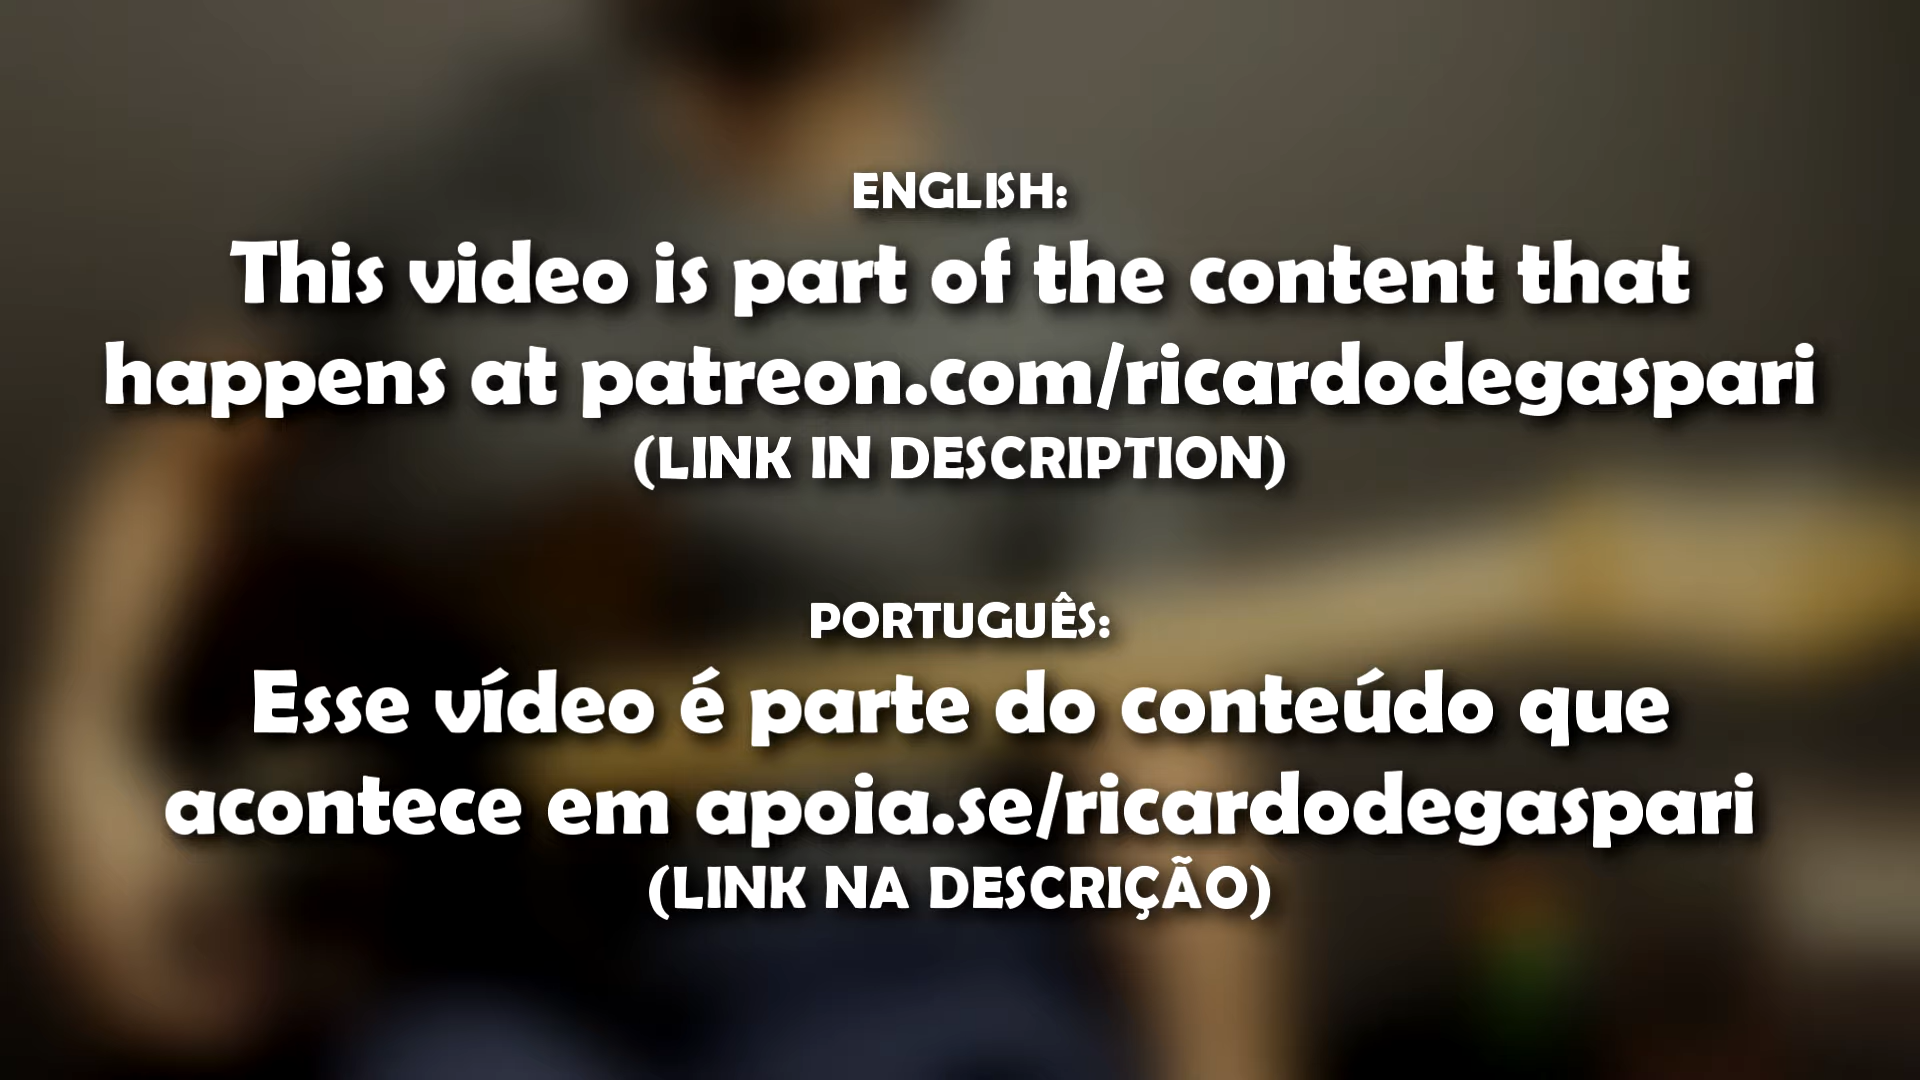 ENGLISH:
This video is part of the content that
happens at patreon.com/ricardodegaspari
(LINK IN DESCRIPTION)
PORTUGUÊS:
Esse vídeo é parte do conteúdo que
acontece em apoia.se/ricardodegaspari
(LINK NA DESCRIÇÃO)